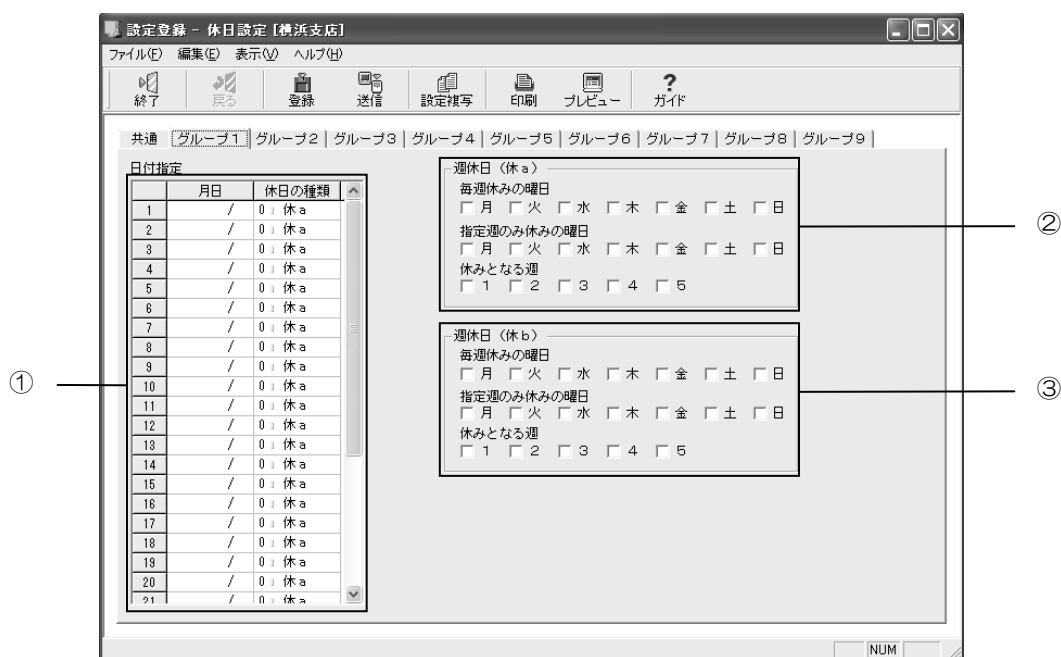 設定登録 - 休日設定 [横浜支店]
ファイル(F) 編集(E) 表示(V) ヘルプ(H)
終了 戻る 登録 送信 設定複写 印刷 プレビュー ガイド
共通 グループ1 グループ2 グループ3 グループ4 グループ5 グループ6 グループ7 グループ8 グループ9
日付指定
月日 休日の種類
1 / 0: 休a
2 / 0: 休a
3 / 0: 休a
4 / 0: 休a
5 / 0: 休a
6 / 0: 休a
7 / 0: 休a
8 / 0: 休a
9 / 0: 休a
10 / 0: 休a
11 / 0: 休a
12 / 0: 休a
13 / 0: 休a
14 / 0: 休a
15 / 0: 休a
16 / 0: 休a
17 / 0: 休a
18 / 0: 休a
19 / 0: 休a
20 / 0: 休a
21 / 0: 休a
①
週休日（休a）
毎週休みの曜日
月 火 水 木 金 土 日
指定週のみ休みの曜日
月 火 水 木 金 土 日
休みとなる週
1 2 3 4 5
②
週休日（休b）
毎週休みの曜日
月 火 水 木 金 土 日
指定週のみ休みの曜日
月 火 水 木 金 土 日
休みとなる週
1 2 3 4 5
③
NUM